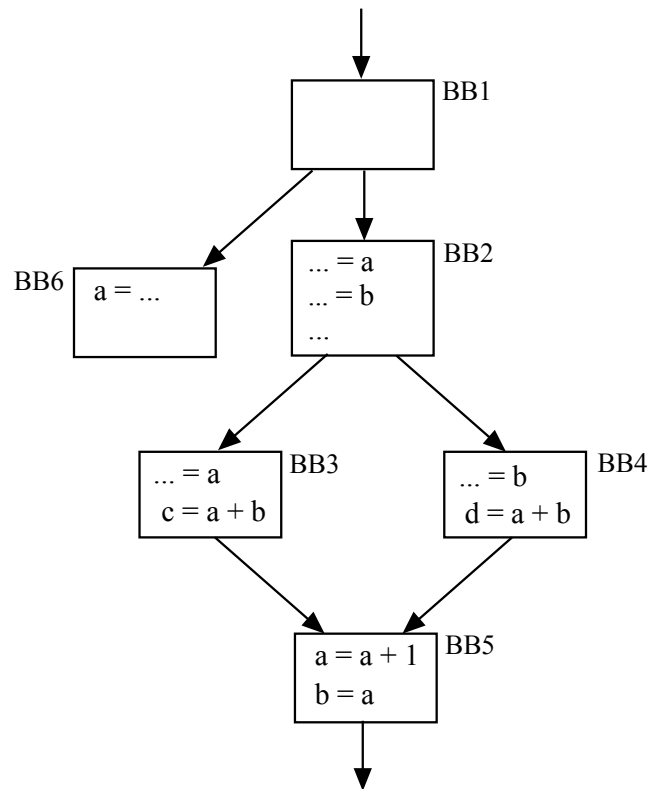 BB1
BB2
... = a
... = b
...
BB6
a = ...
BB3
... = a
c = a + b
BB4
... = b
d = a + b
BB5
a = a + 1
b = a